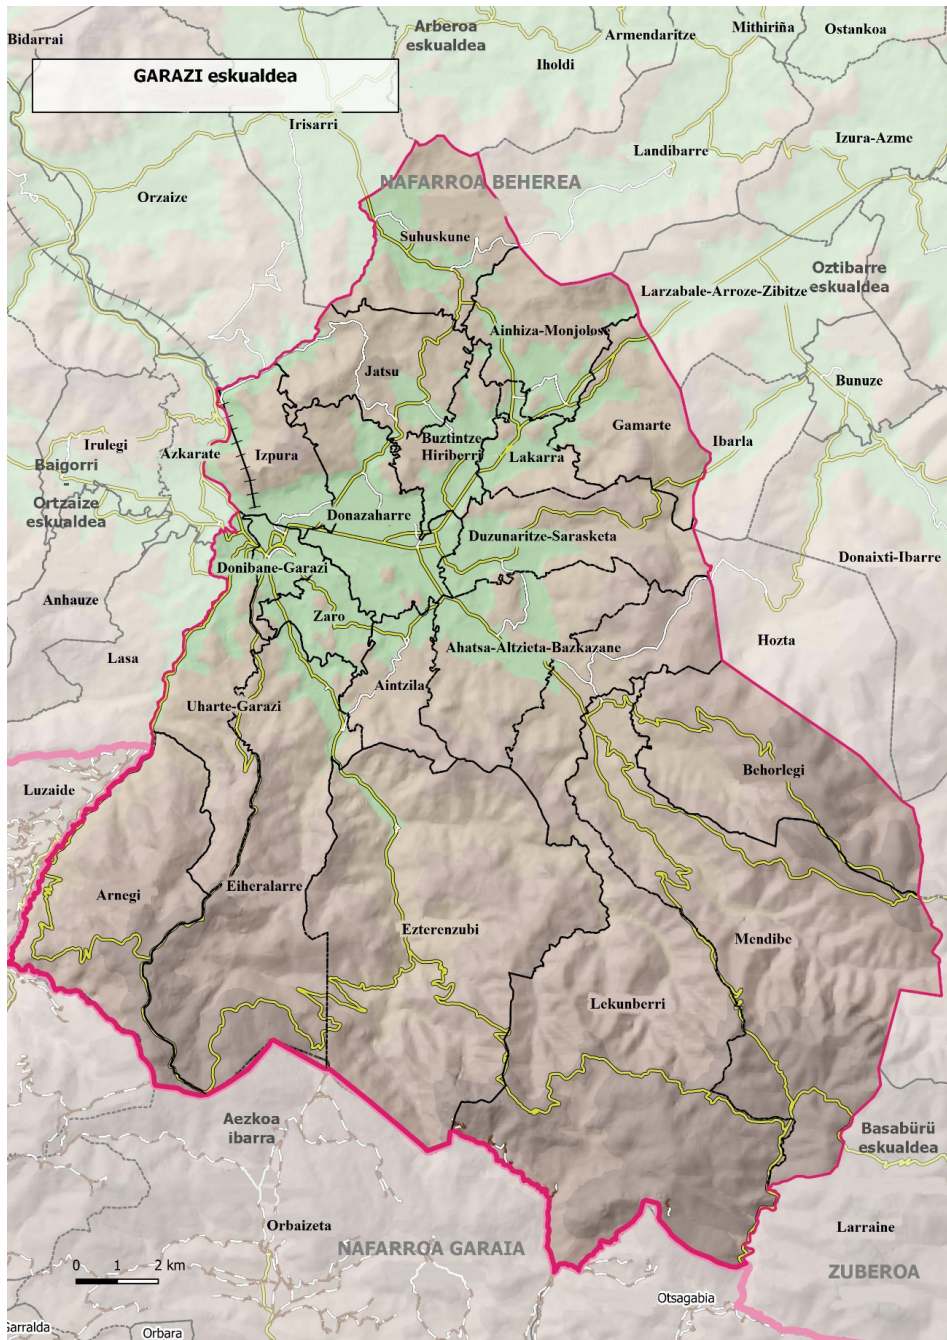 Bidarrai
Arberoa
eskualdea
Armendaritze
Mithiriña
Ostankoa
Iholdi
GARAZI eskualdea
Irisarri
Landibarre
Izura-Azme
NAFARROA BEHEREA
Orzaize
Suhuskune
Oztibarre
eskualdea
Larzabale-Arroze-Zibitze
Ainhiza-Monjolose
Jatsu
Bunuze
Gamarte
Ibarla
Irulegi
Azkarate
Izpura
Buztintze
Hiriberri
Lakarra
Baigorri
-
Ortzaize
eskualdea
Donazaharre
Duzunaritze-Sarasketa
Donaixti-Ibarre
Donibane-Garazi
Anhauze
Zaro
Hozta
Lasa
Ahatsa-Altzieta-Bazkazane
Aintzila
Uharte-Garazi
Behorlegi
Luzaide
Arnegi
Eiheralarre
Ezterenzubi
Mendibe
Lekunberri
Aezkoa
ibarra
Basabürü
eskualdea
Orbaizeta
NAFARROA GARAIA
Larraine
ZUBEROA
0 1 2 km
Otsagabia
Garralda
Orbara